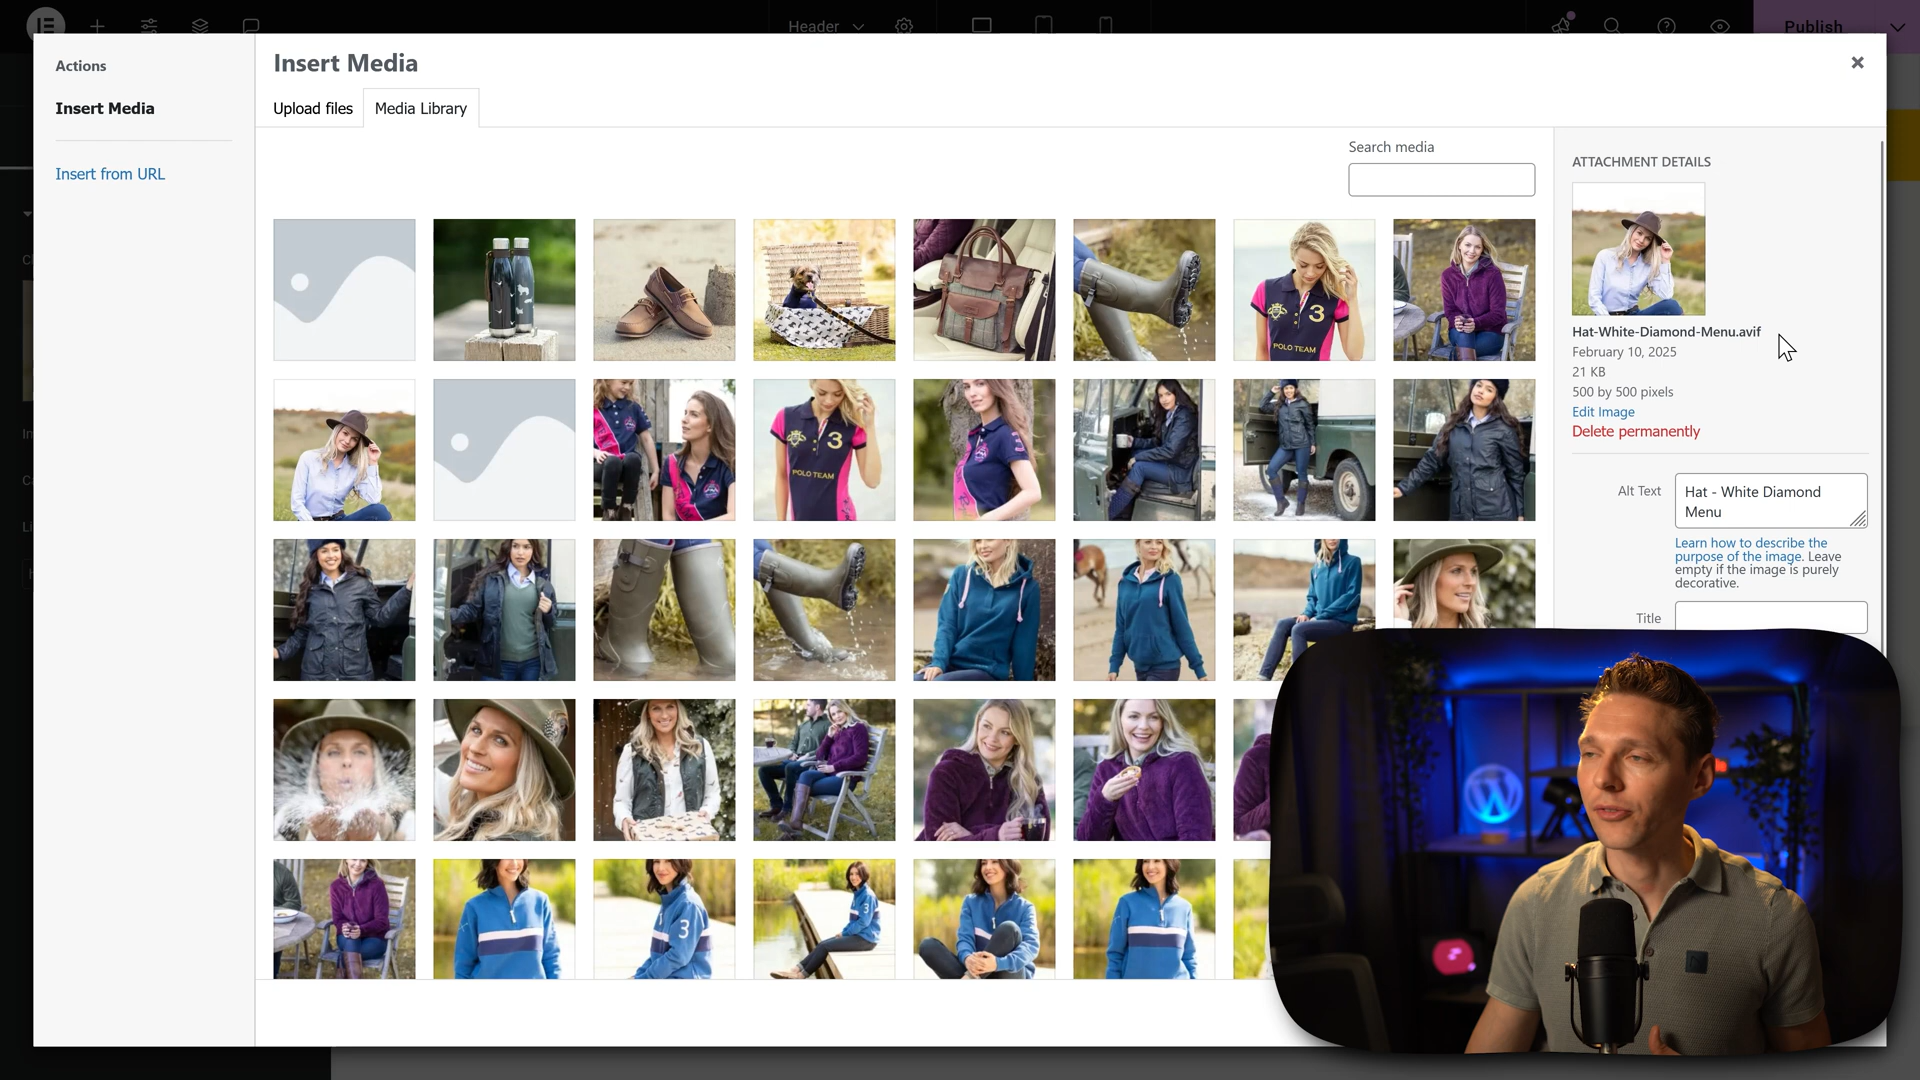 Header
Publish
Actions
Insert Media
Insert from URL
Insert Media
Upload files
Media Library
Search media
3
POLO TEAM
3
POLO TEAM
3
3
ATTACHMENT DETAILS
Hat-White-Diamond-Menu.avif
February 10, 2025
21 KB
500 by 500 pixels
Edit Image
Delete permanently
Alt Text
Hat - White Diamond
Menu
Learn how to describe the
purpose of the image. Leave
empty if the image is purely
decorative.
Title